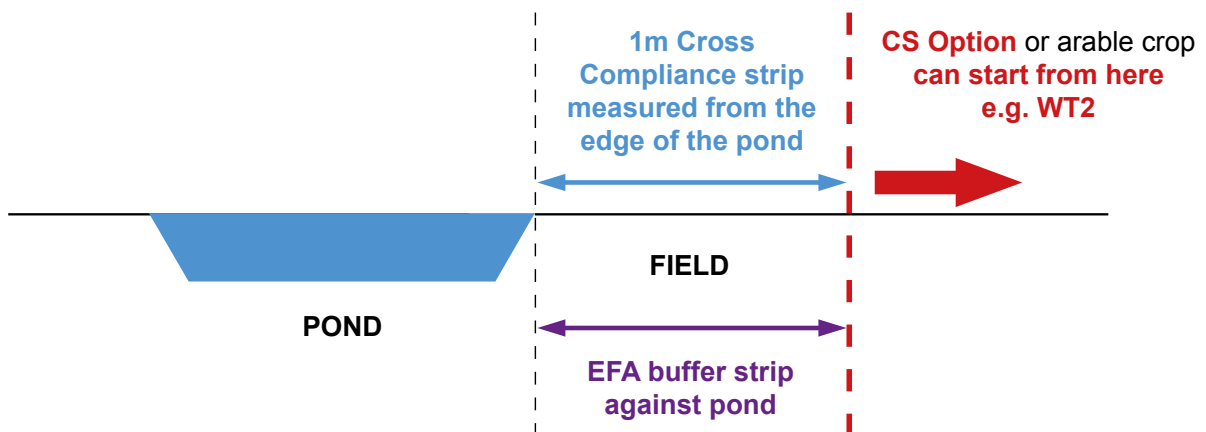 1m Cross
Compliance strip
measured from the
edge of the pond
CS Option or arable crop
can start from here
e.g. WT2
FIELD
POND
EFA buffer strip
against pond